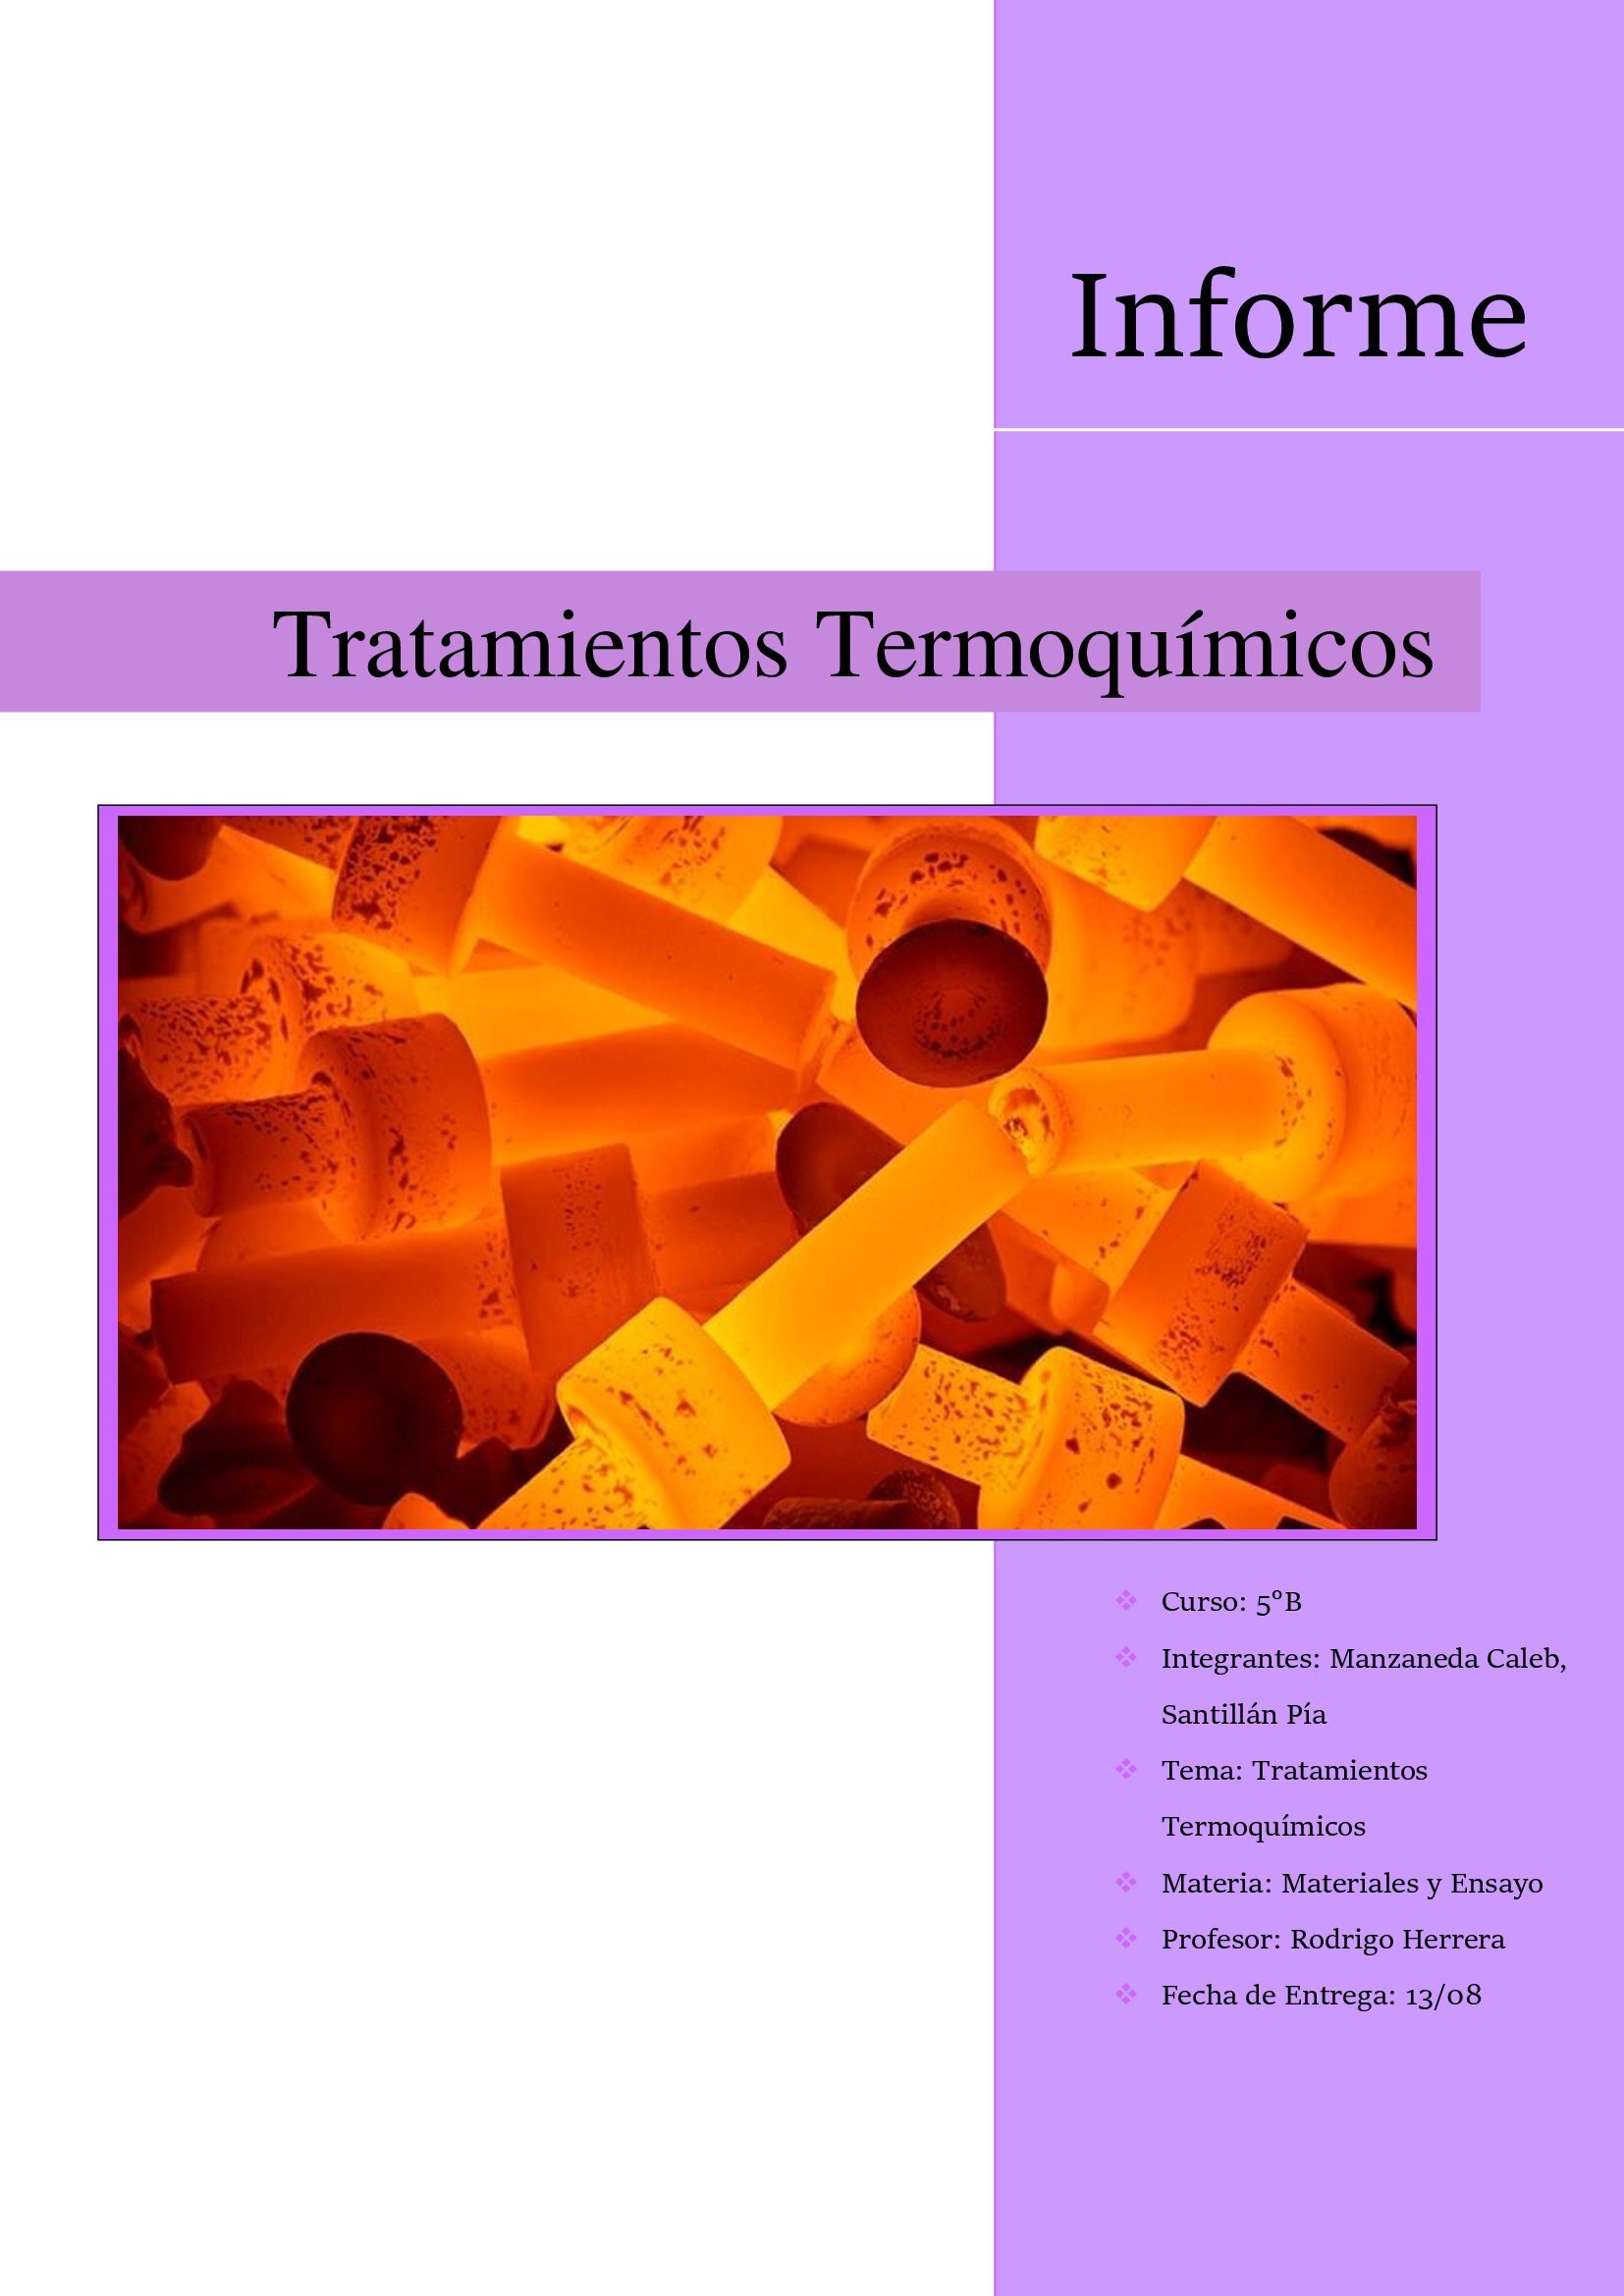 Informe
Tratamientos Termoquímicos
❖ Curso: 5°B
❖ Integrantes: Manzaneda Caleb,
Santillán Pía
❖ Tema: Tratamientos
Termoquímicos
❖ Materia: Materiales y Ensayo
❖ Profesor: Rodrigo Herrera
❖ Fecha de Entrega: 13/08